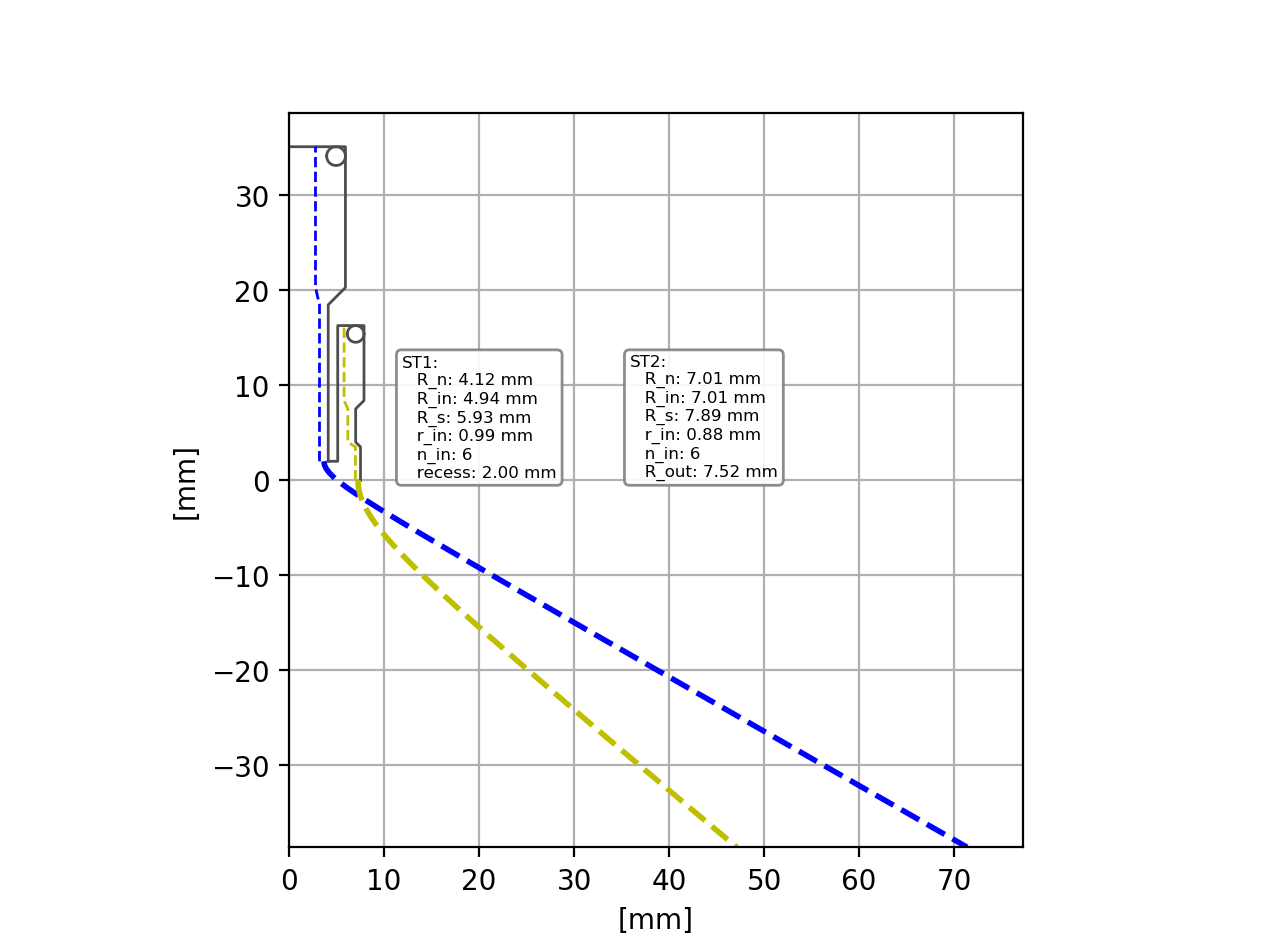 30
20
10
0
−10
−20
−30
[mm]
ST1:
R_n: 4.12 mm
R_in: 4.94 mm
R_s: 5.93 mm
r_in: 0.99 mm
n_in: 6
recess: 2.00 mm
ST2:
R_n: 7.01 mm
R_in: 7.01 mm
R_s: 7.89 mm
r_in: 0.88 mm
n_in: 6
R_out: 7.52 mm
0 10 20 30 40 50 60 70
[mm]